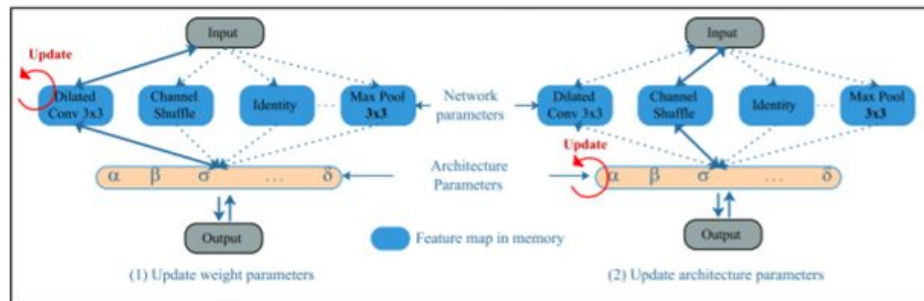 Input
Update
Dilated
Conv 3x3
Channel
Shuffle
Identity
Max Pool
3x3
α β σ ... δ
Output
(1) Update weight parameters
Network
parameters
Architecture
Parameters
Feature map in memory
Input
Dilated
Conv 3x3
Channel
Shuffle
Identity
Max Pool
3x3
Update
α β σ ... δ
Output
(2) Update architecture parameters